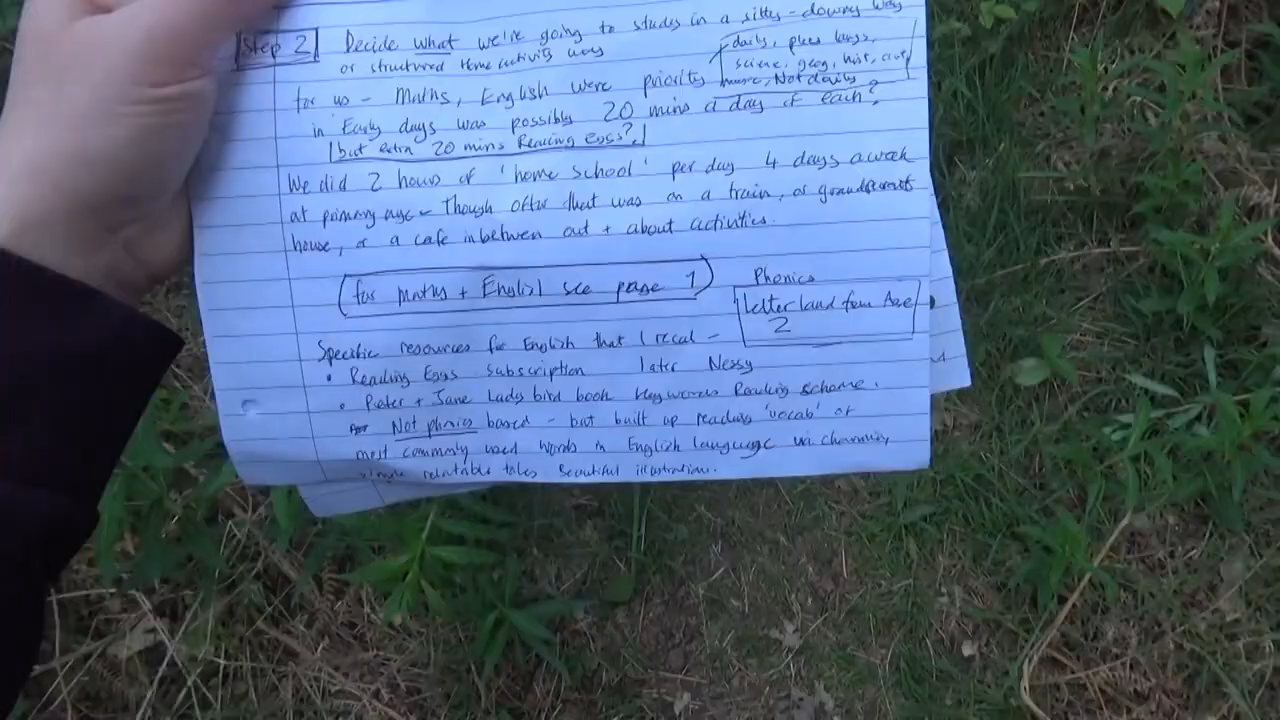 Step 2 Decide what we're going to study in a sitty-downy way
or structured Home activity way
daily, plus langs,
science, geog, hist, art
for us - Maths, English were priority
music, Not daily
in Early days was possibly 20 mins a day of each?
but extra 20 mins Reading Eggs?
We did 2 hours of 'home school' per day 4 days a week
at primary age - Though often that was on a train, or grandparents
house, or a cafe inbetween out + about activities.
(for maths + English see page 1)
Phonics
letterland from Age
2
Specific resources for English that I recal -
• Reading Eggs subscription later Nessy
• Peter + Jane Lady bird book Keywords Reading scheme.
Not phonics based - but built up reading 'vocab' of
most commonly used words in English language via charming
simple relatable tales beautiful illustrations.